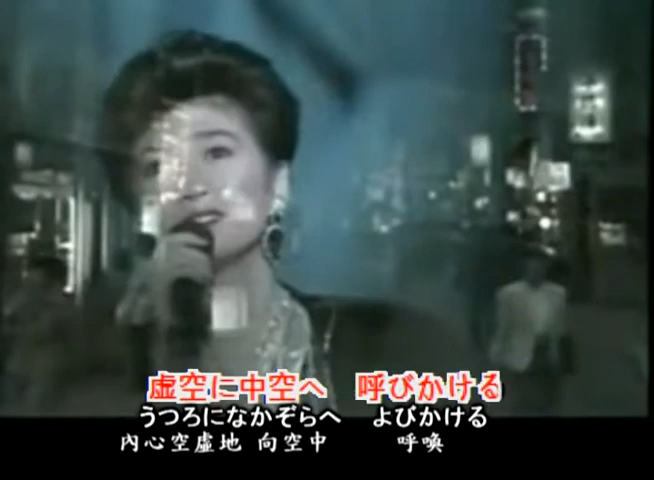 虚空に中空へ 呼びかける
うつろになかぞらへ よびかける
內心空虛地 向空中 呼喚